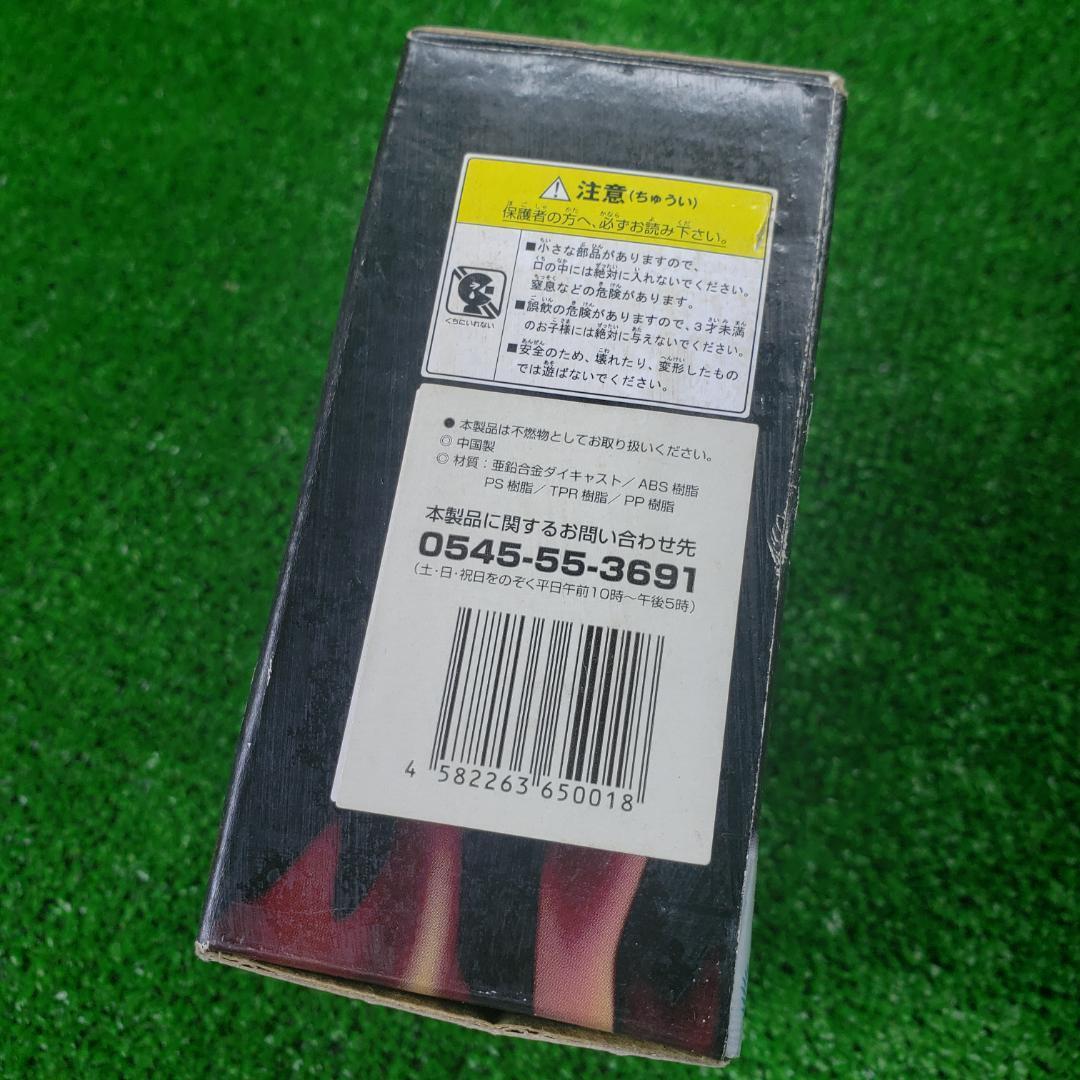 注意(ちゅうい)
保護者の方へ、必ずお読み下さい。
■小さな部品がありますので、
口の中には絶対に入れないでください。
窒息などの危険があります。
■誤飲の危険がありますので、3才未満
のお子様には絶対に与えないでください。
■安全のため、壊れたり、変形したもの
では遊ばないでください。
くちにいれない
● 本製品は不燃物としてお取り扱いください。
◎ 中国製
◎ 材質:亜鉛合金ダイキャスト/ABS 樹脂
PS 樹脂/TPR 樹脂/PP 樹脂
本製品に関するお問い合わせ先
0545-55-3691
(土・日・祝日をのぞく平日午前10時~午後5時)
4 582263 650018